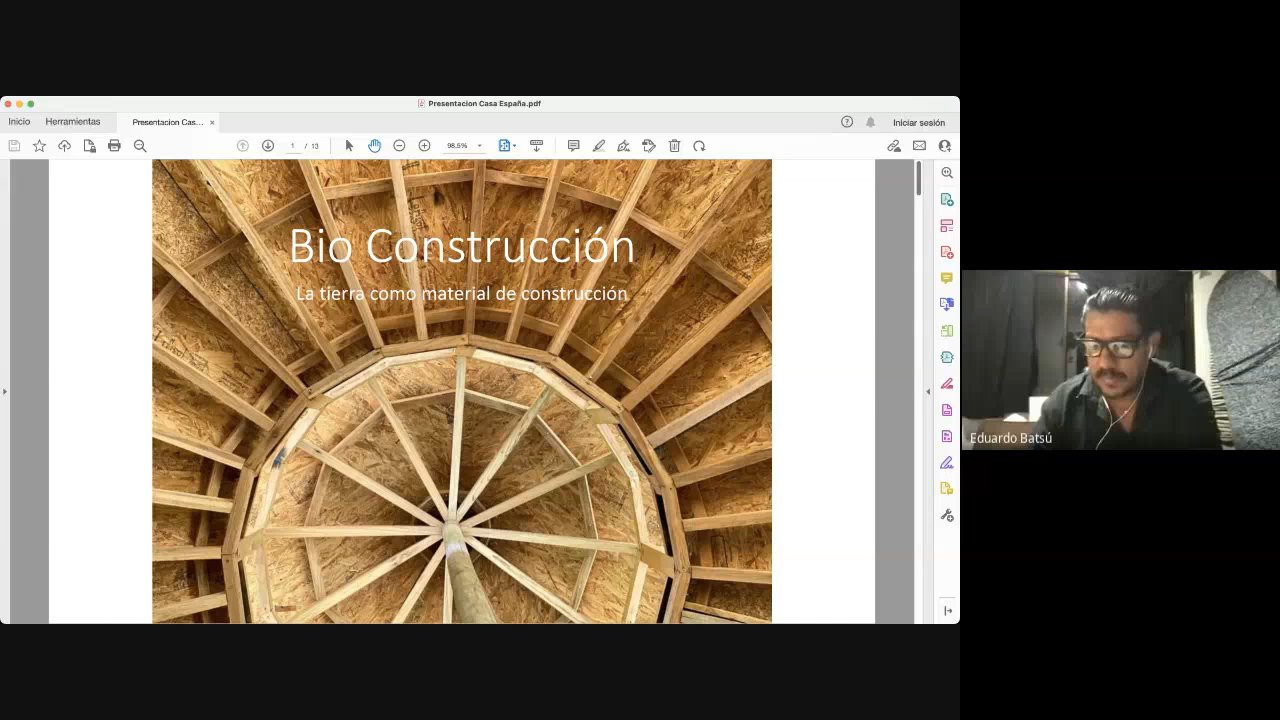 Presentacion Casa España.pdf
Inicio Herramientas Presentacion Cas... × Iniciar sesión
1 / 13 98,5%
Bio Construcción
La tierra como material de construcción
Eduardo Batsú